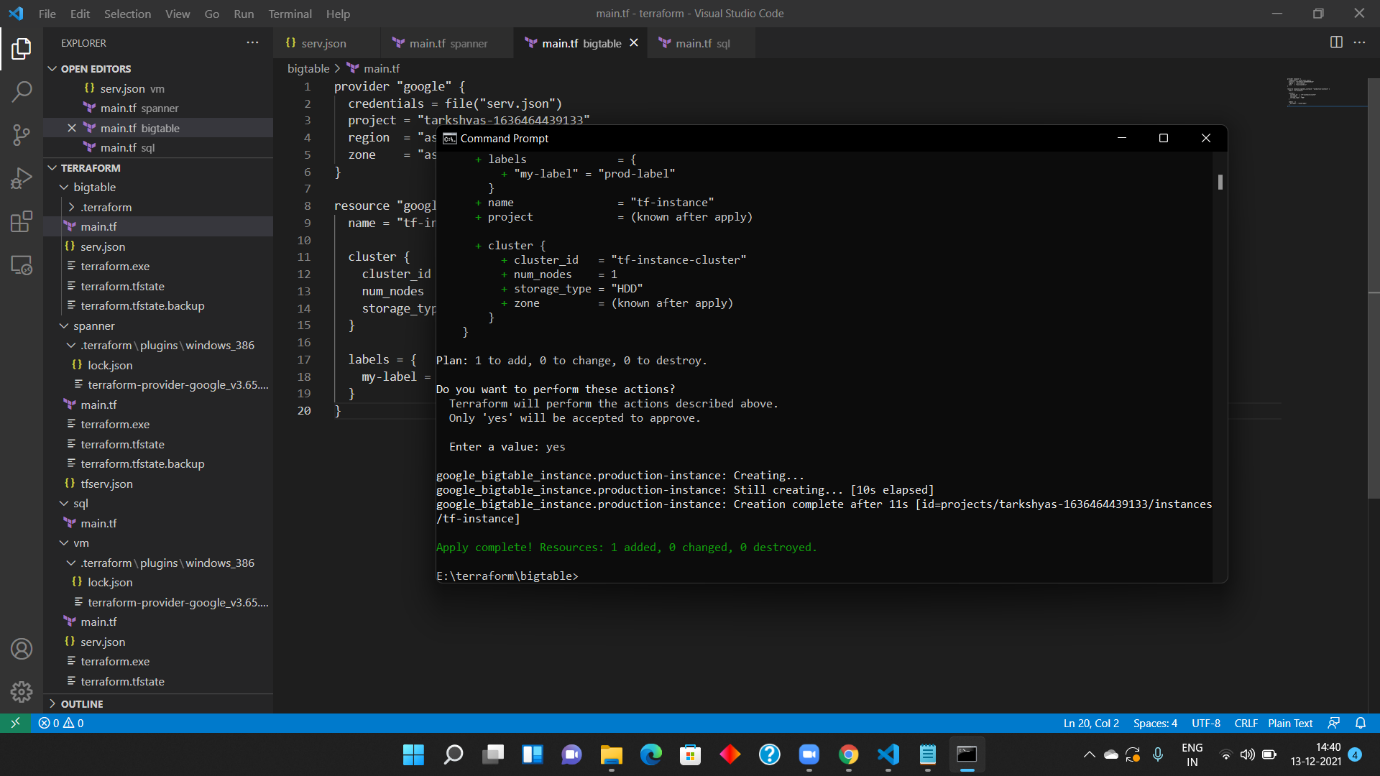 File Edit Selection View Go Run Terminal Help
main.tf - terraform - Visual Studio Code
EXPLORER
OPEN EDITORS
serv.json vm
main.tf spanner
main.tf bigtable
main.tf sql
TERRAFORM
bigtable
.terraform
main.tf
serv.json
terraform.exe
terraform.tfstate
terraform.tfstate.backup
spanner
.terraform\plugins\windows_386
lock.json
terraform-provider-google_v3.65....
main.tf
terraform.exe
terraform.tfstate
terraform.tfstate.backup
tfserv.json
sql
main.tf
vm
.terraform\plugins\windows_386
lock.json
terraform-provider-google_v3.65....
main.tf
serv.json
terraform.exe
terraform.tfstate
OUTLINE
serv.json
main.tf spanner
main.tf bigtable
main.tf sql
bigtable > main.tf
1 provider "google" {
2 credentials = file("serv.json")
3 project = "tarkshyas-1636464439133"
4 region = "as
5 zone = "as
6 }
7
8 resource "googl
9 name = "tf-in
10
11 cluster {
12 cluster_id
13 num_nodes
14 storage_typ
15 }
16
17 labels = {
18 my-label =
19 }
20 }
Command Prompt
+ labels = {
+ "my-label" = "prod-label"
}
+ name = "tf-instance"
+ project = (known after apply)
+ cluster {
+ cluster_id = "tf-instance-cluster"
+ num_nodes = 1
+ storage_type = "HDD"
+ zone = (known after apply)
}
}
Plan: 1 to add, 0 to change, 0 to destroy.
Do you want to perform these actions?
Terraform will perform the actions described above.
Only 'yes' will be accepted to approve.
Enter a value: yes
google_bigtable_instance.production-instance: Creating...
google_bigtable_instance.production-instance: Still creating... [10s elapsed]
google_bigtable_instance.production-instance: Creation complete after 11s [id=projects/tarkshyas-1636464439133/instances
/tf-instance]
Apply complete! Resources: 1 added, 0 changed, 0 destroyed.
E:\terraform\bigtable>
0 0
Ln 20, Col 2 Spaces: 4 UTF-8 CRLF Plain Text
ENG
IN
14:40
13-12-2021
4